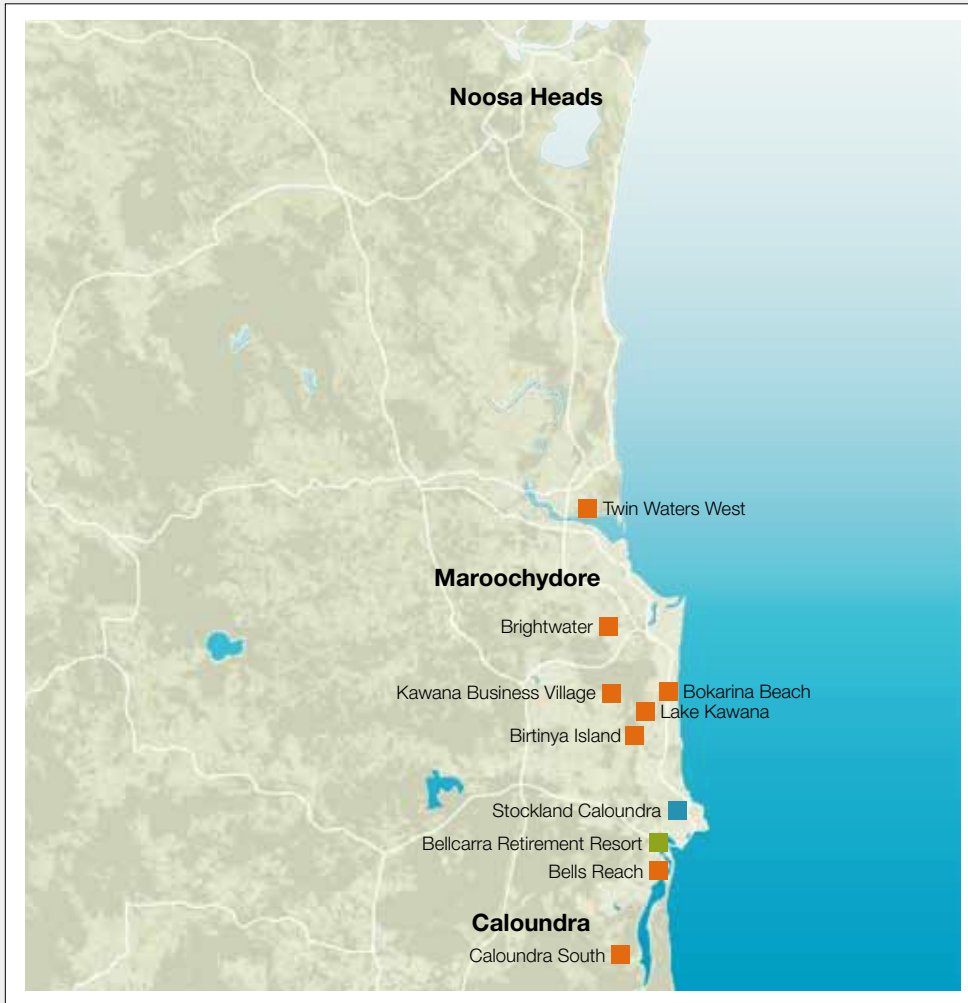 Noosa Heads
Twin Waters West
Maroochydore
Brightwater
Kawana Business Village
Bokarina Beach
Lake Kawana
Birtinya Island
Stockland Caloundra
Bellcarra Retirement Resort
Bells Reach
Caloundra
Caloundra South